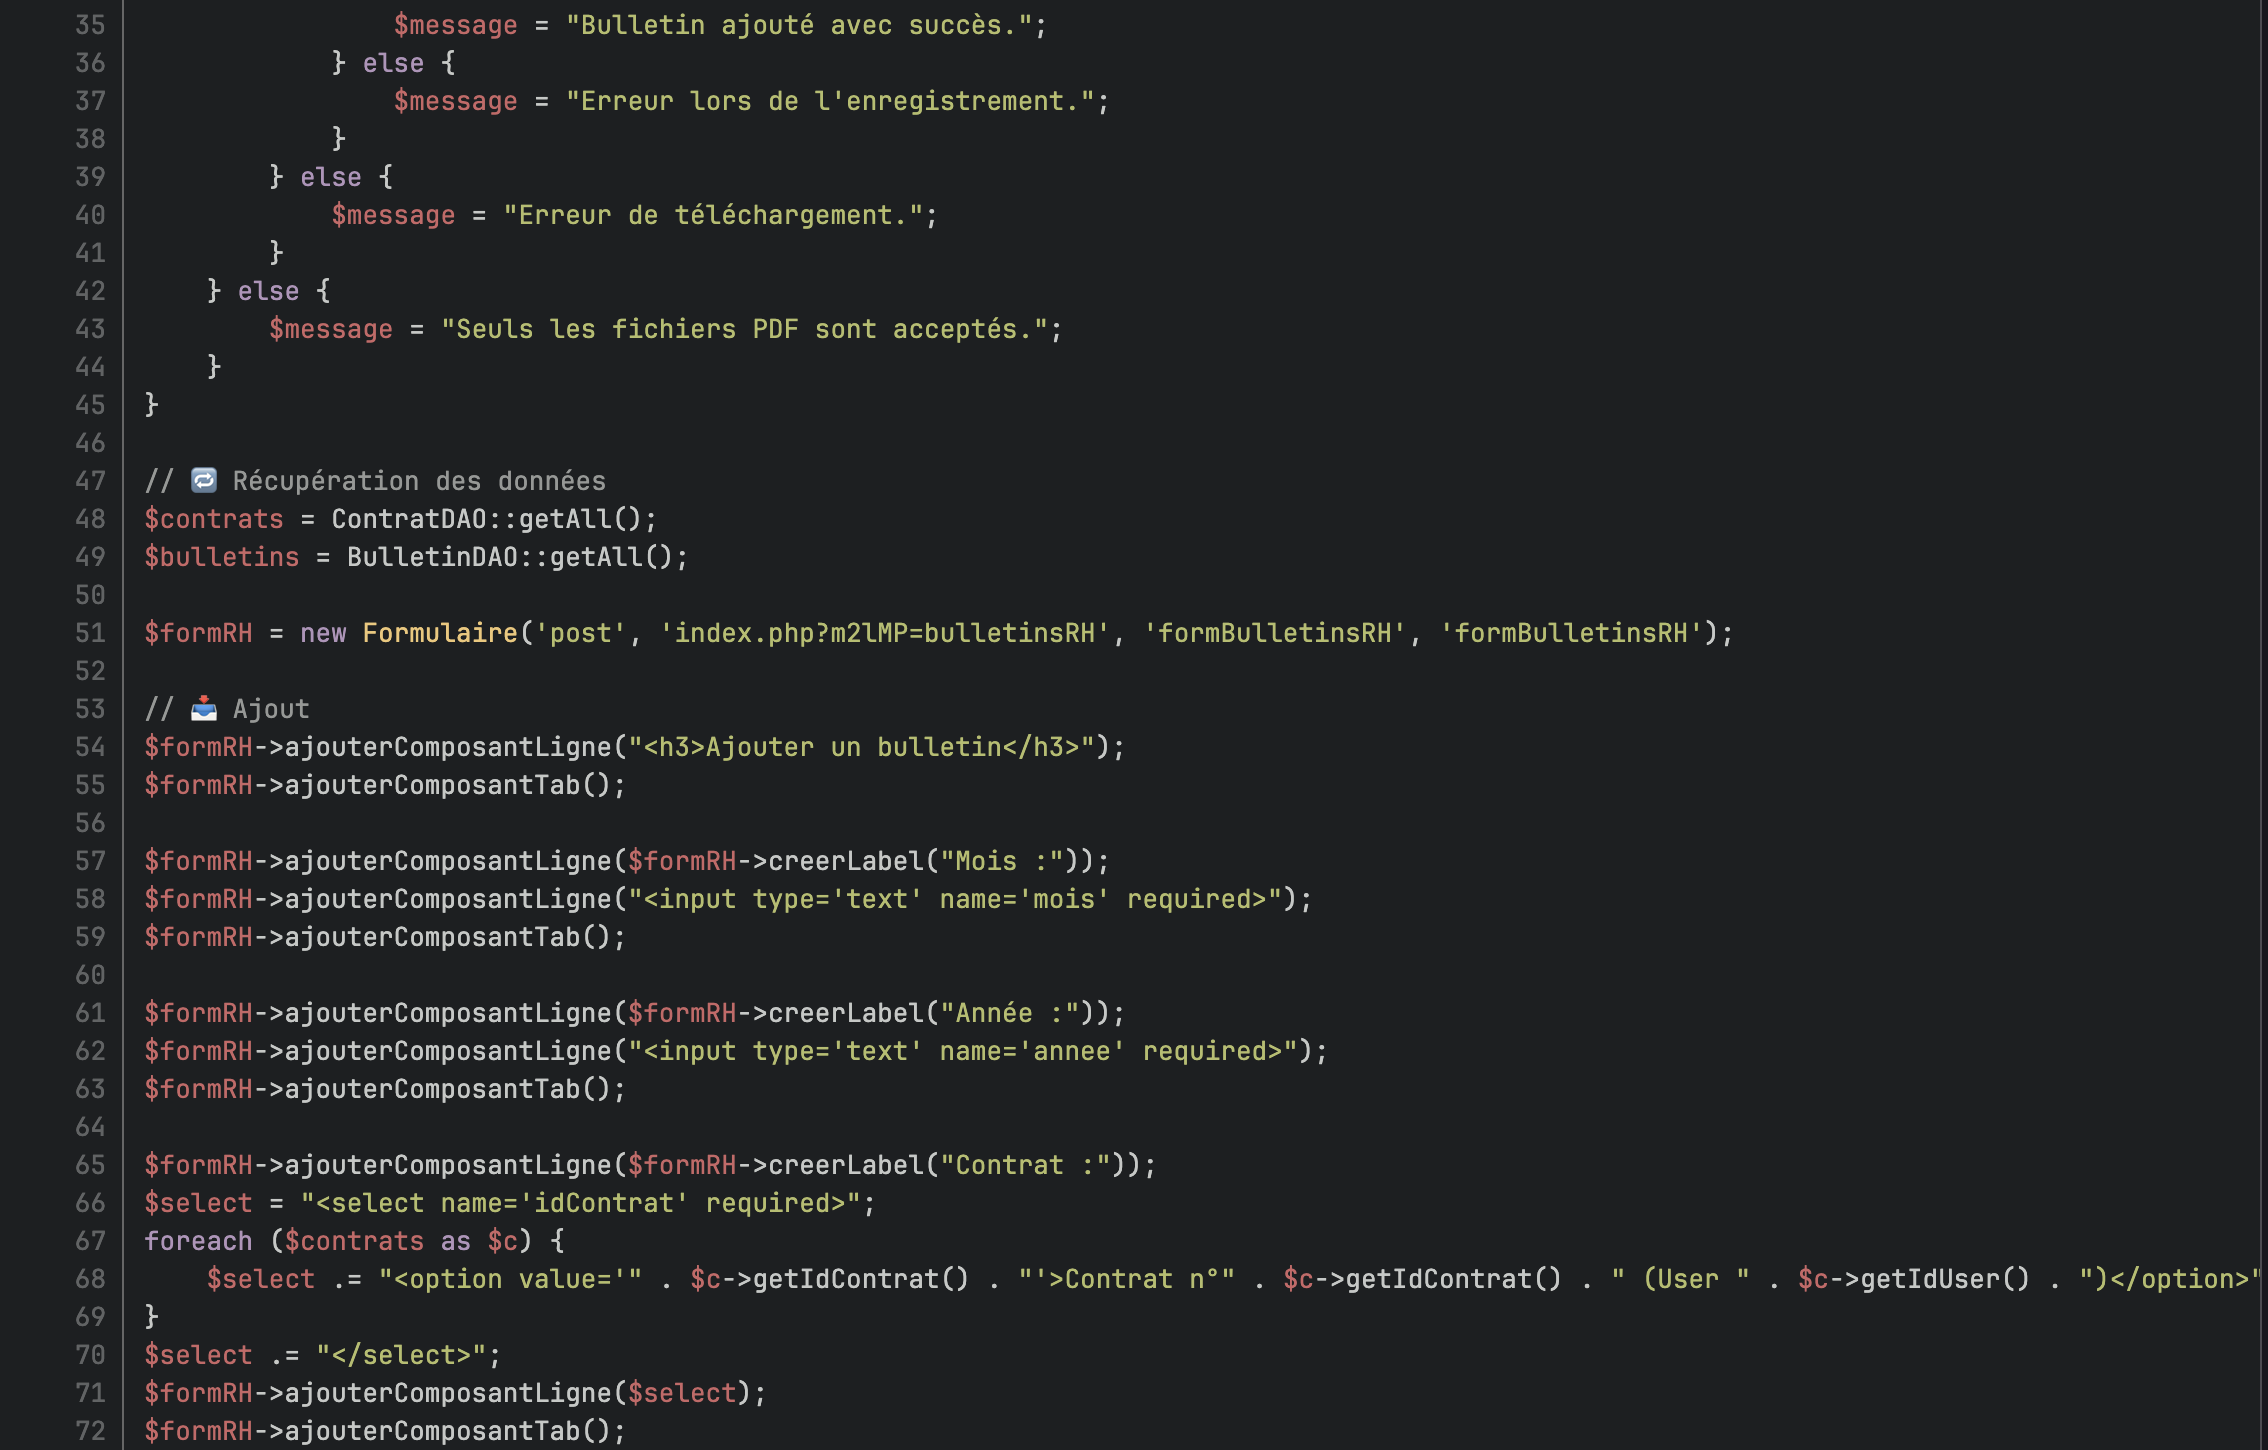 35 $message = "Bulletin ajouté avec succès.";
36 } else {
37 $message = "Erreur lors de l'enregistrement.";
38 }
39 } else {
40 $message = "Erreur de téléchargement.";
41 }
42 } else {
43 $message = "Seuls les fichiers PDF sont acceptés.";
44 }
45 }
46
47 // 🔁 Récupération des données
48 $contrats = ContratDAO::getAll();
49 $bulletins = BulletinDAO::getAll();
50
51 $formRH = new Formulaire('post', 'index.php?m2lMP=bulletinsRH', 'formBulletinsRH', 'formBulletinsRH');
52
53 // 📥 Ajout
54 $formRH->ajouterComposantLigne("<h3>Ajouter un bulletin</h3>");
55 $formRH->ajouterComposantTab();
56
57 $formRH->ajouterComposantLigne($formRH->creerLabel("Mois :"));
58 $formRH->ajouterComposantLigne("<input type='text' name='mois' required>");
59 $formRH->ajouterComposantTab();
60
61 $formRH->ajouterComposantLigne($formRH->creerLabel("Année :"));
62 $formRH->ajouterComposantLigne("<input type='text' name='annee' required>");
63 $formRH->ajouterComposantTab();
64
65 $formRH->ajouterComposantLigne($formRH->creerLabel("Contrat :"));
66 $select = "<select name='idContrat' required>";
67 foreach ($contrats as $c) {
68 $select .= "<option value='" . $c->getIdContrat() . "'>Contrat n°" . $c->getIdContrat() . " (User " . $c->getIdUser() . ")</option>"
69 }
70 $select .= "</select>";
71 $formRH->ajouterComposantLigne($select);
72 $formRH->ajouterComposantTab();